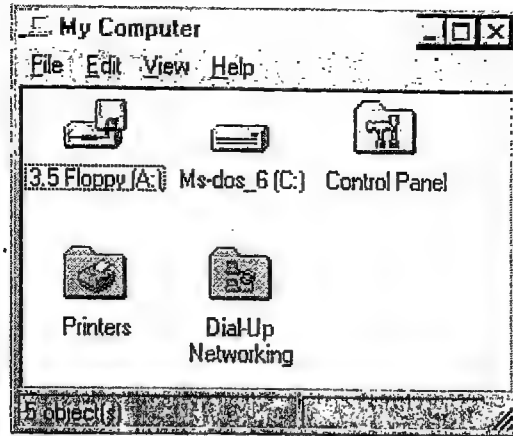 My Computer
File Edit View Help
3.5 Floppy (A:) Ms-dos_6 (C:) Control Panel
Printers Dial-Up
Networking
5 object(s)